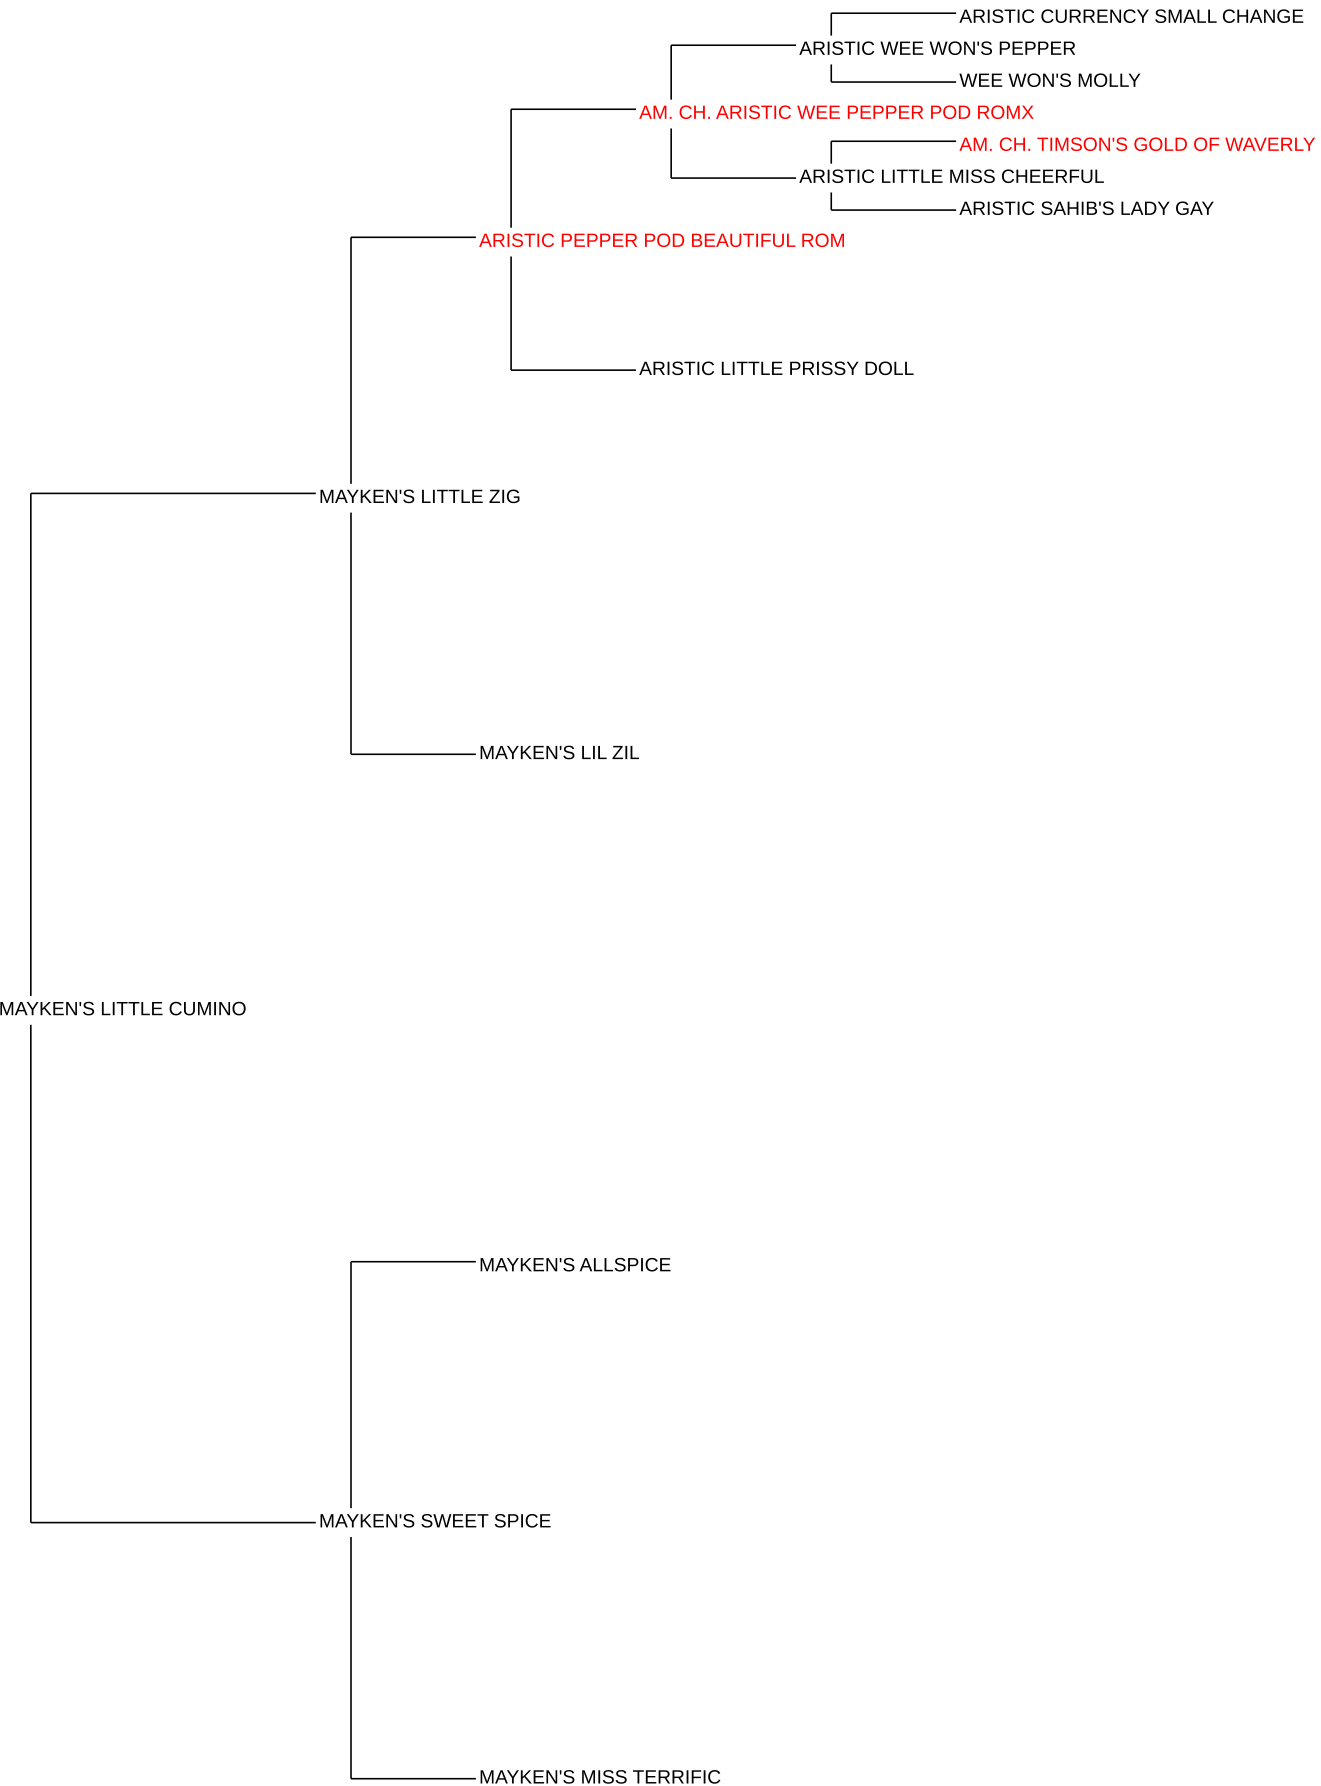 ARISTIC CURRENCY SMALL CHANGE
ARISTIC WEE WON'S PEPPER
WEE WON'S MOLLY
AM. CH. ARISTIC WEE PEPPER POD ROMX
AM. CH. TIMSON'S GOLD OF WAVERLY
ARISTIC LITTLE MISS CHEERFUL
ARISTIC SAHIB'S LADY GAY
ARISTIC PEPPER POD BEAUTIFUL ROM
ARISTIC LITTLE PRISSY DOLL
MAYKEN'S LITTLE ZIG
MAYKEN'S LIL ZIL
MAYKEN'S LITTLE CUMINO
MAYKEN'S ALLSPICE
MAYKEN'S SWEET SPICE
MAYKEN'S MISS TERRIFIC